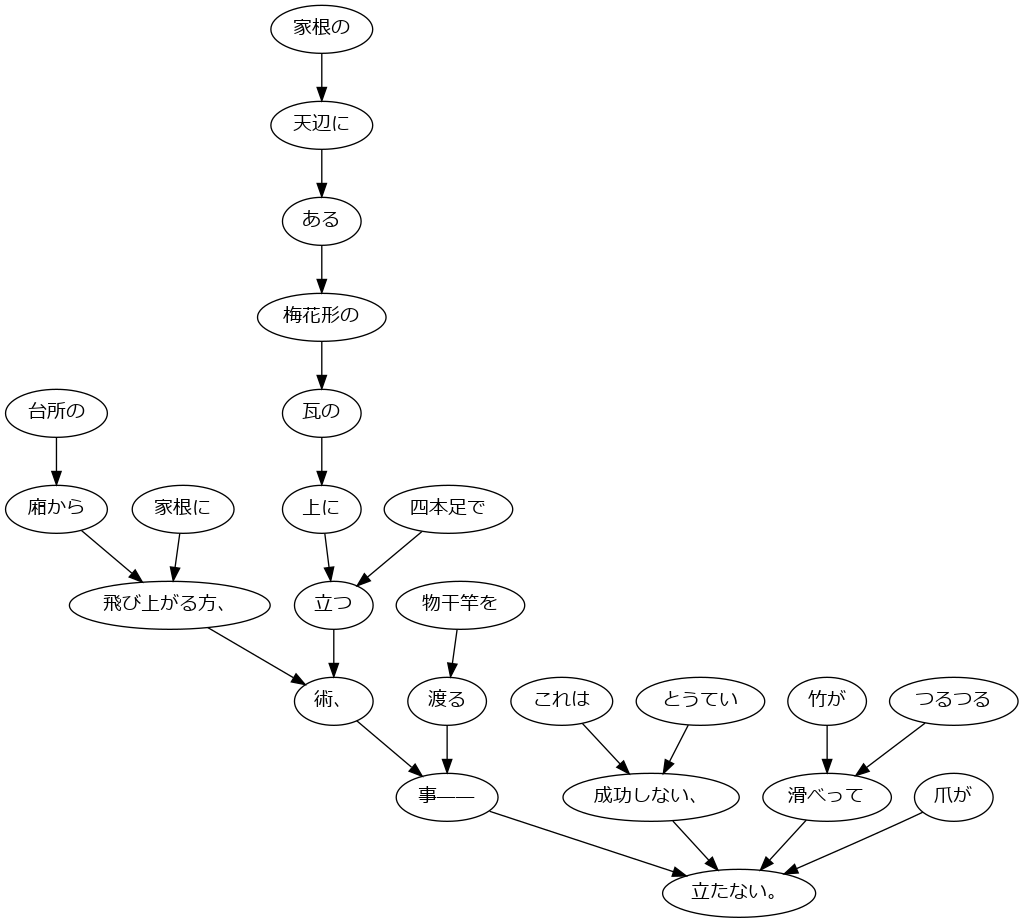 家根の
天辺に
ある
梅花形の
台所の
瓦の
廂から
家根に
上に
四本足で
飛び上がる方、
立つ
物干竿を
術、
渡る
これは
とうてい
竹が
つるつる
事――
成功しない、
滑べって
爪が
立たない。